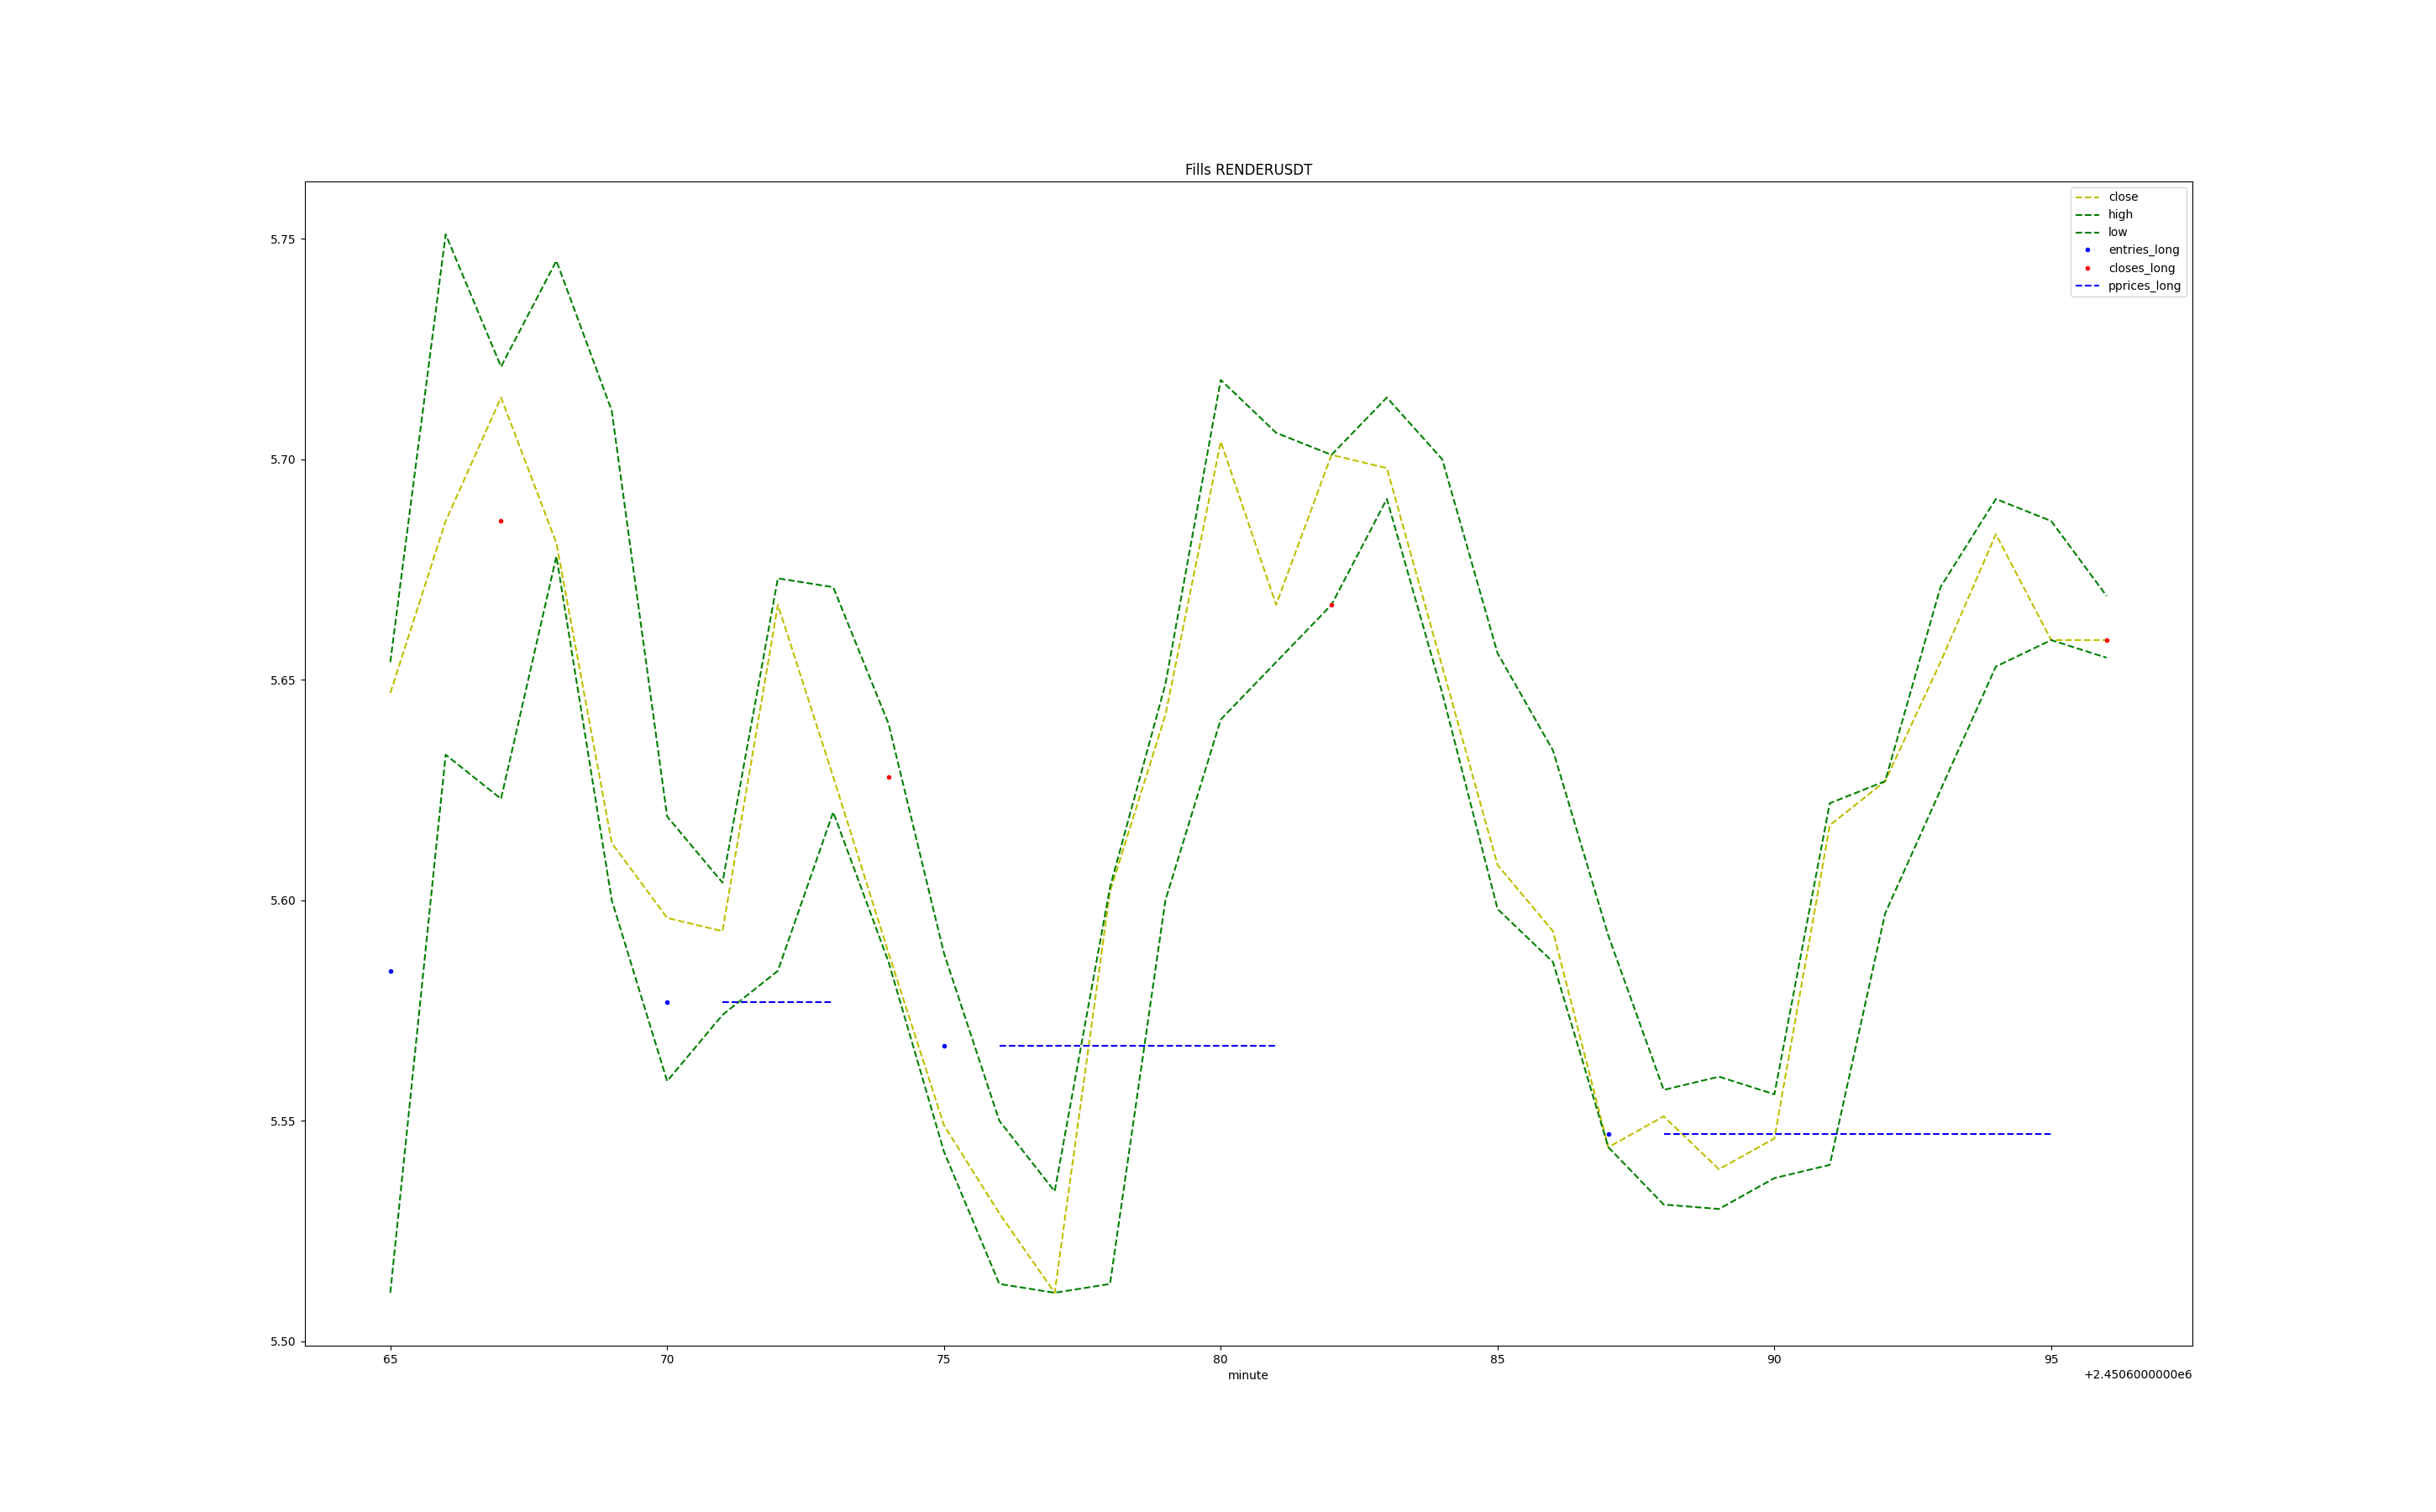 Fills RENDERUSDT
close
high
low
entries_long
closes_long
pprices_long
5.75
5.70
5.65
5.60
5.55
5.50
65 70 75 80 85 90 95
minute
+2.4506000000e6